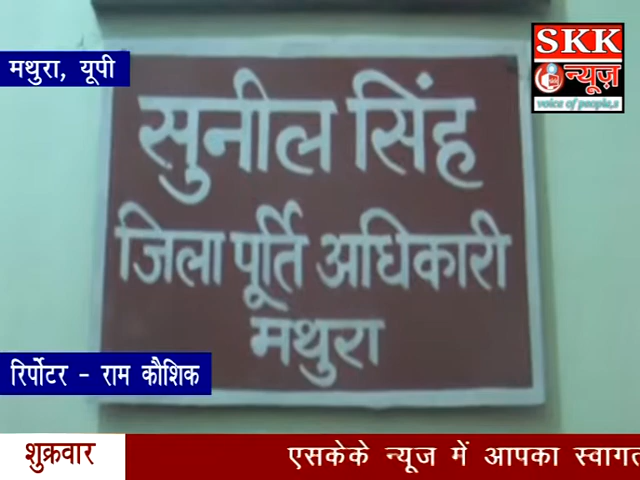 मथुरा, यूपी
SKK
न्यूज़
voice of people,s
सुनील सिंह
जिला पूर्ति अधिकारी
मथुरा
रिर्पोटर - राम कौशिक
शुक्रवार
एसकेके न्यूज में आपका स्वागत